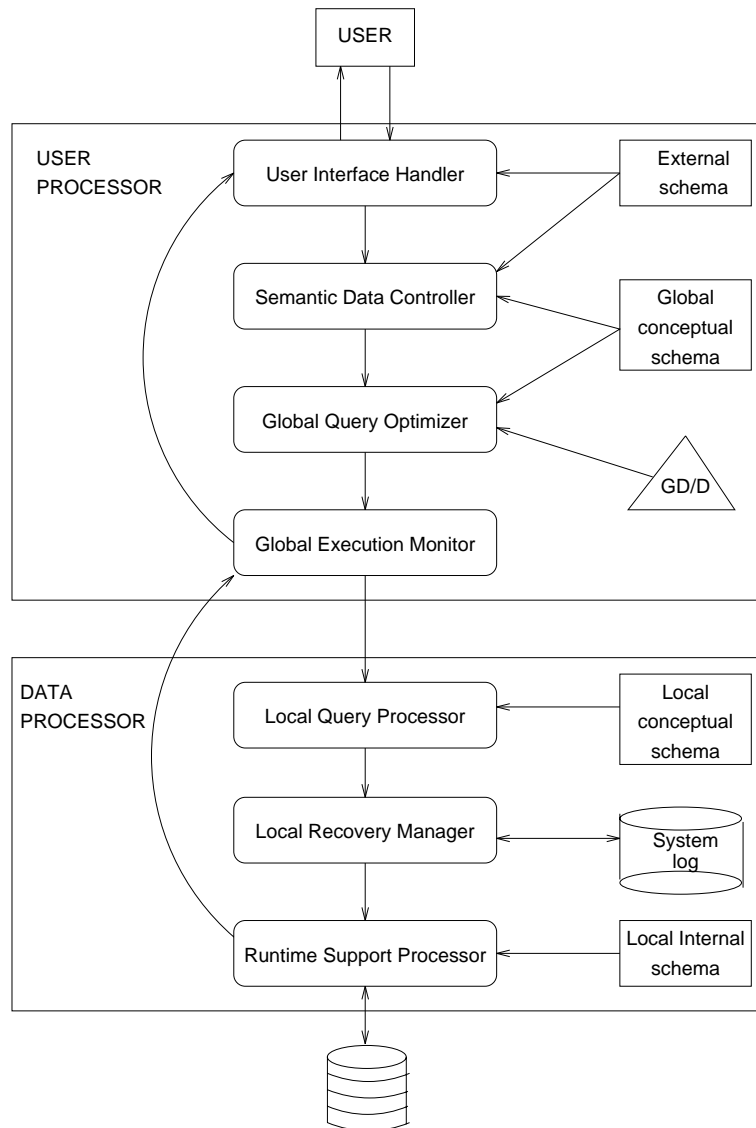 USER
USER
PROCESSOR
User Interface Handler
External
schema
Semantic Data Controller
Global
conceptual
schema
Global Query Optimizer
GD/D
Global Execution Monitor
DATA
PROCESSOR
Local Query Processor
Local
conceptual
schema
Local Recovery Manager
System
log
Runtime Support Processor
Local Internal
schema